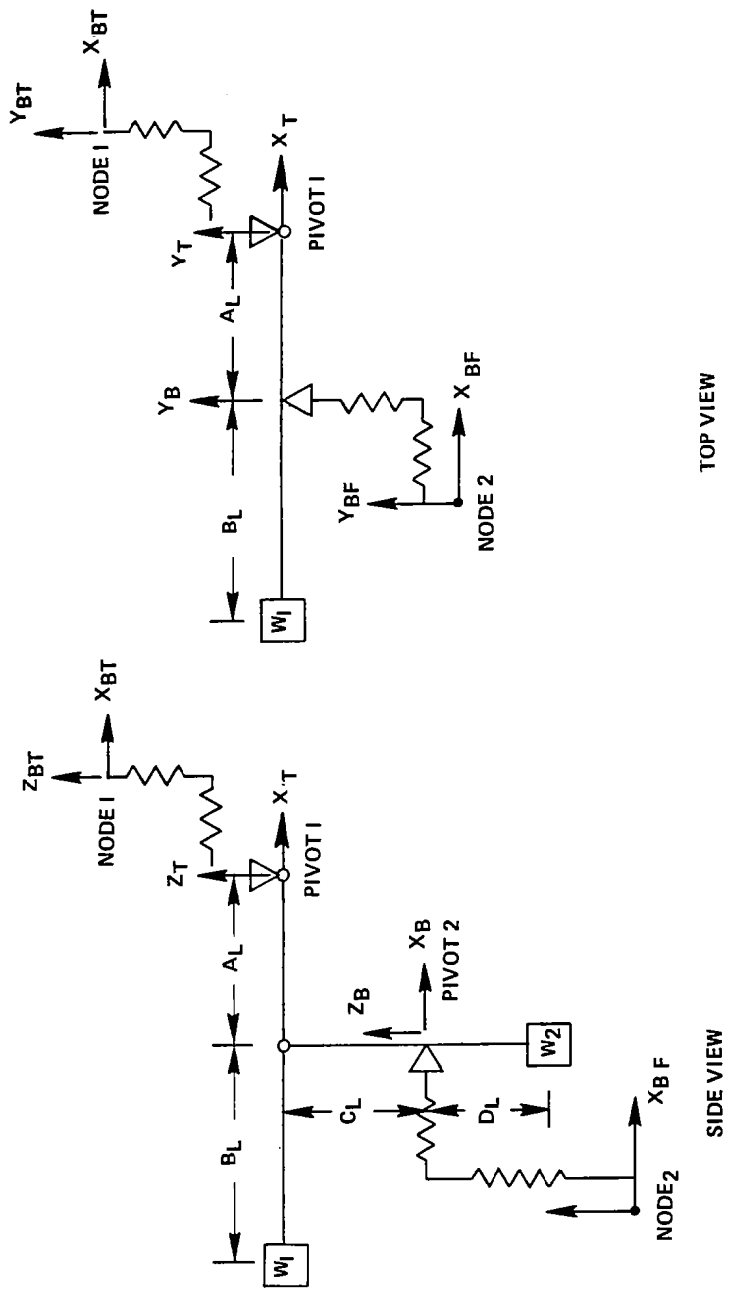 Z_BT
X_BT
NODE 1
Z_T
X_T
PIVOT 1
A_L
B_L
W_1
Z_B
X_B
PIVOT 2
C_L
D_L
W_2
X_BF
NODE_2
SIDE VIEW
Y_BT
X_BT
NODE 1
Y_T
X_T
PIVOT 1
A_L
Y_B
B_L
W_1
Y_BF
X_BF
NODE 2
TOP VIEW